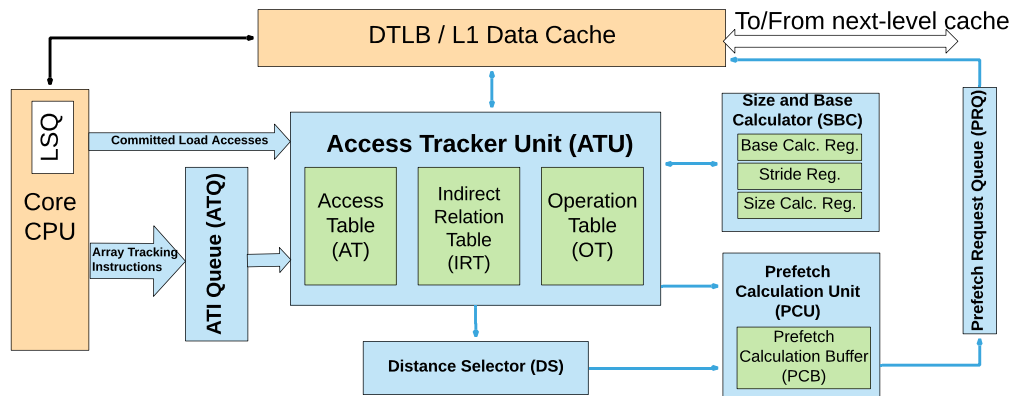 To/From next-level cache
DTLB / L1 Data Cache
LSQ
Core
CPU
Committed Load Accesses
Array Tracking
Instructions
ATI Queue (ATQ)
Access Tracker Unit (ATU)
Access
Table
(AT)
Indirect
Relation
Table
(IRT)
Operation
Table
(OT)
Size and Base
Calculator (SBC)
Base Calc. Reg.
Stride Reg.
Size Calc. Reg.
Prefetch
Calculation Unit
(PCU)
Prefetch
Calculation Buffer
(PCB)
Distance Selector (DS)
Prefetch Request Queue (PRQ)